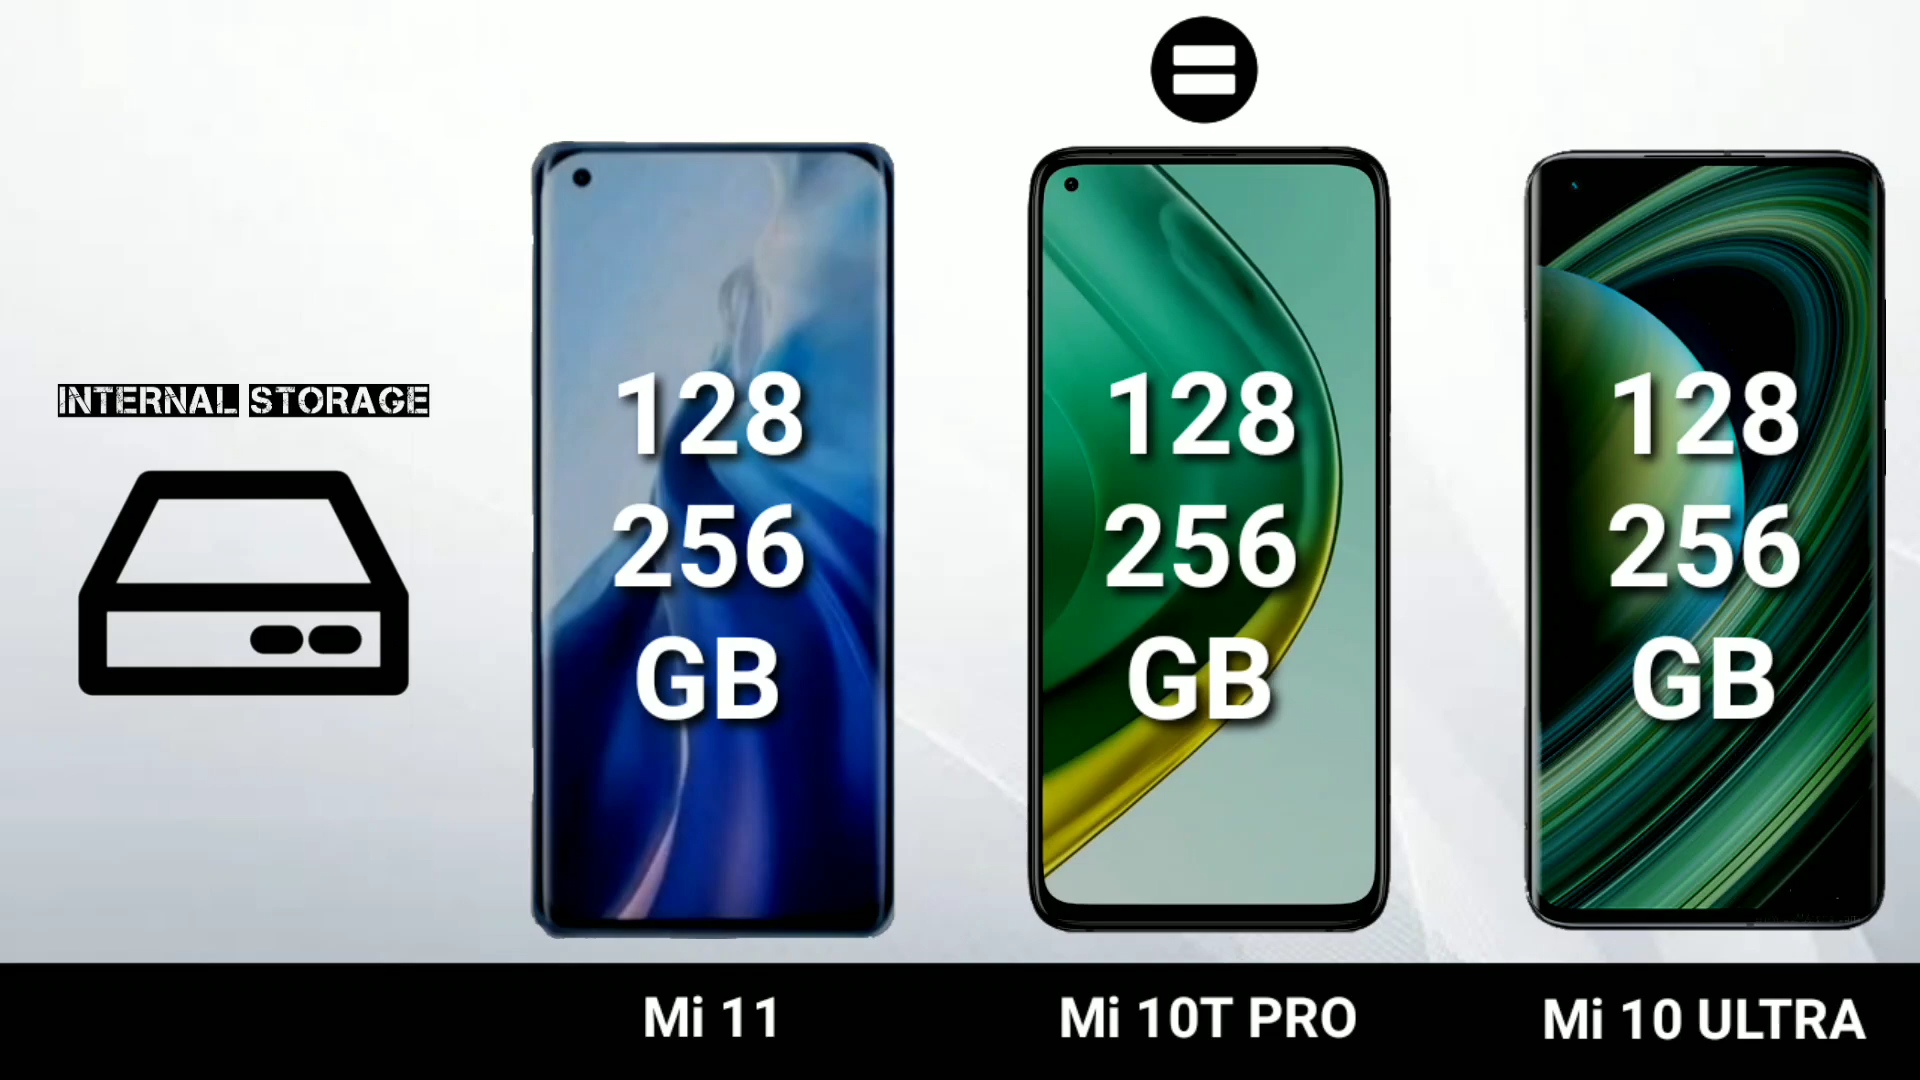 INTERNAL STORAGE
128
256
GB
128
256
GB
128
256
GB
Mi 11
Mi 10T PRO
Mi 10 ULTRA